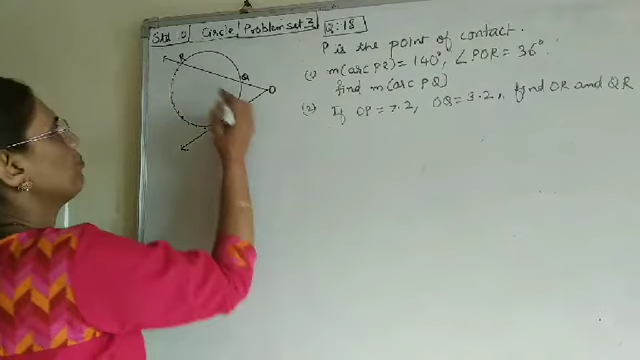 Std 10 Circle Problem Set 3 Q:18
P is the point of contact.
(1) m(arc PR) = 140°, ∠POR = 36°
find m(arc PQ)
(2) If OP = 7.2, OQ = 3.2, find OR and QR
R
Q
O